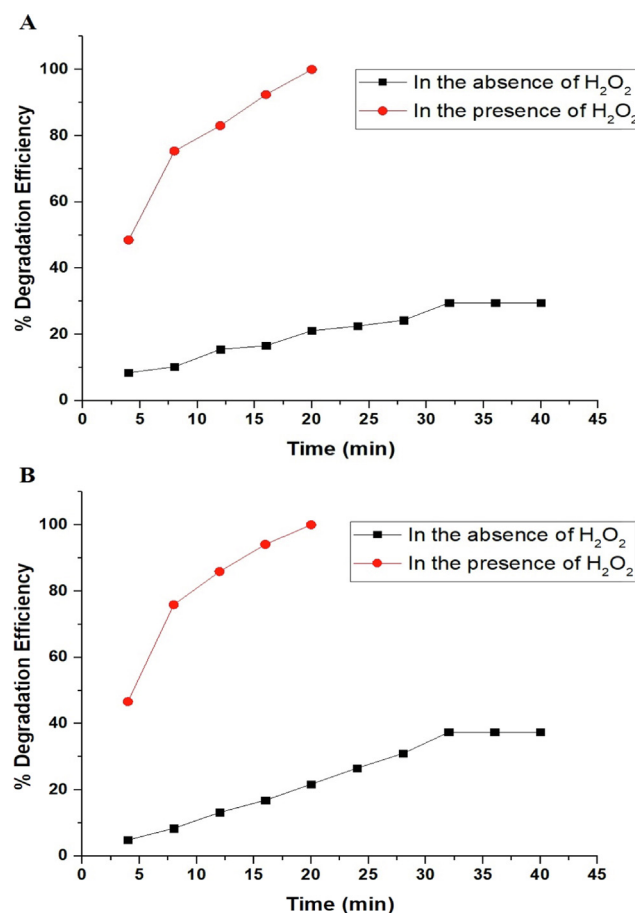 A
In the absence of H₂O₂
In the presence of H₂O₂
% Degradation Efficiency
100
80
60
40
20
0
0 5 10 15 20 25 30 35 40 45
Time (min)
B
In the absence of H₂O₂
In the presence of H₂O₂
% Degradation Efficiency
100
80
60
40
20
0
0 5 10 15 20 25 30 35 40 45
Time (min)